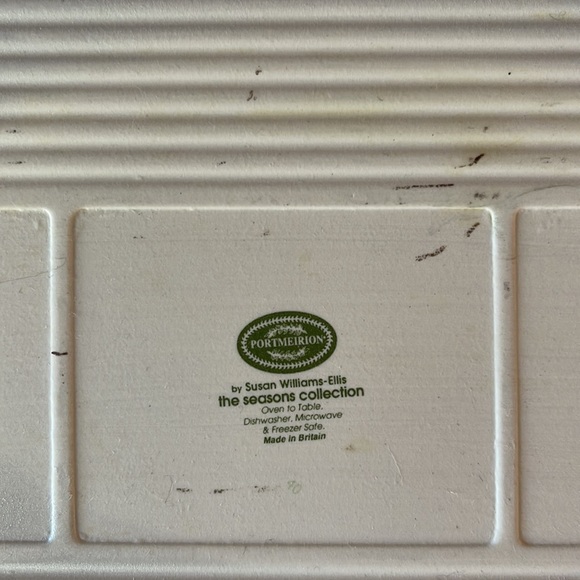 PORTMEIRION
by Susan Williams-Ellis
the seasons collection
Oven to Table,
Dishwasher, Microwave
& Freezer Safe.
Made in Britain